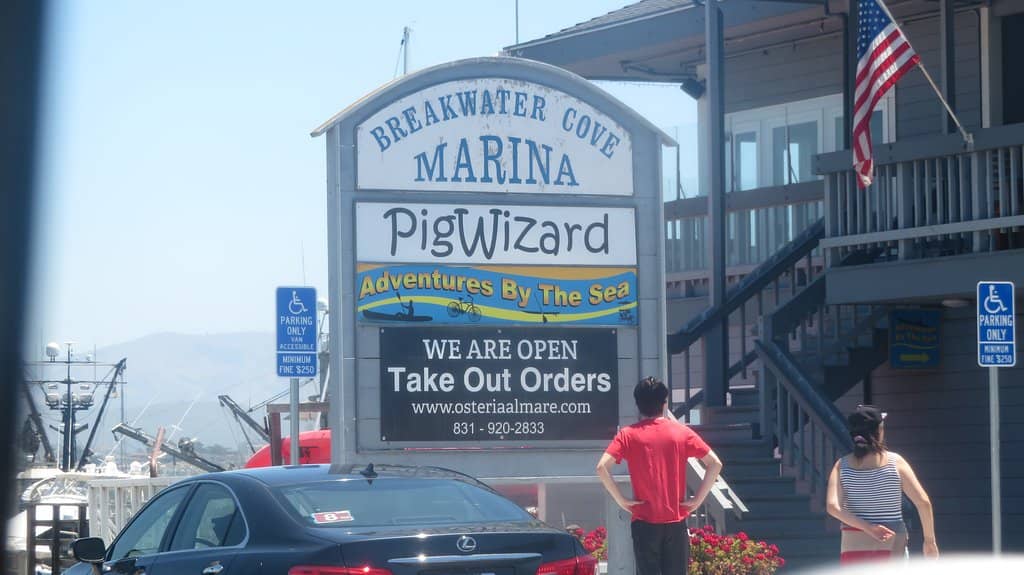 BREAKWATER COVE
MARINA
PigWizard
Adventures By The Sea
WE ARE OPEN
Take Out Orders
www.osteriaalmare.com
831 - 920-2833
PARKING
ONLY
VAN
ACCESSIBLE
MINIMUM
FINE $250
PARKING
ONLY
MINIMUM
FINE $250
8